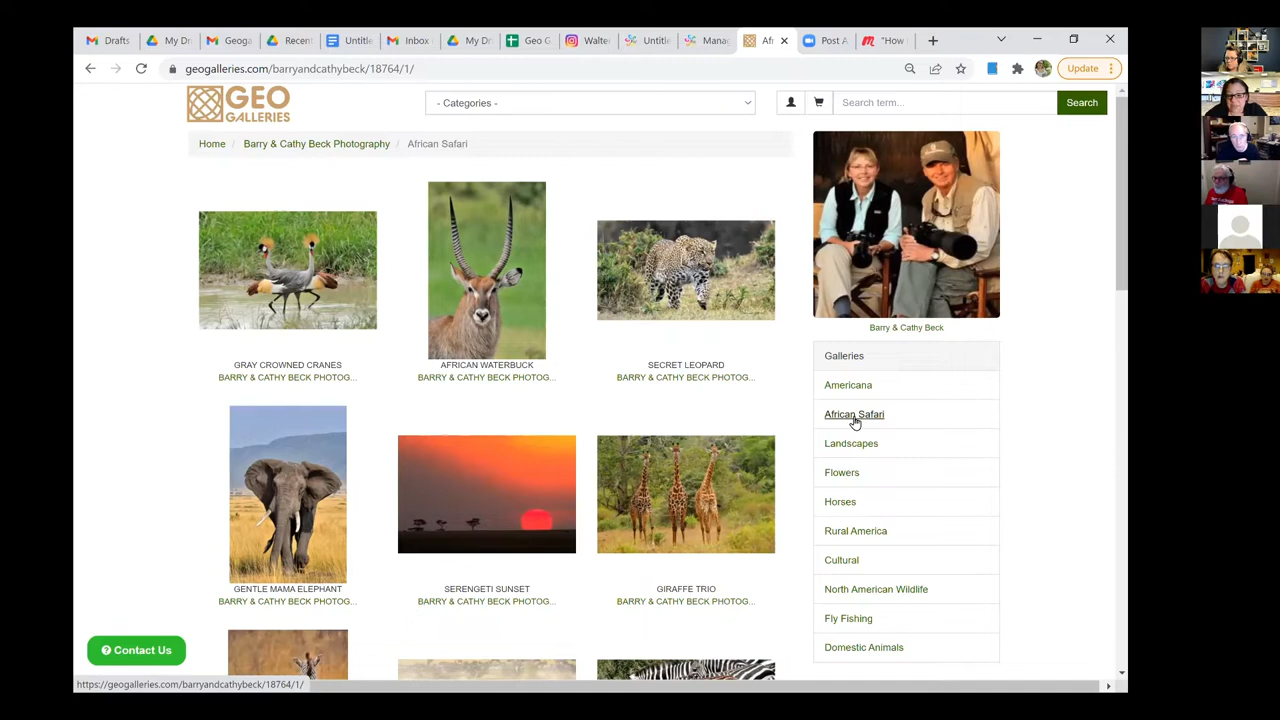 Drafts
My Dr
Geoga
Recent
Untitle
Inbox
My Dr
Geo G
Walter
Untitle
Manag
Afr
Post A
"How
geogalleries.com/barryandcathybeck/18764/1/
Update
GEO
GALLERIES
- Categories -
Search term...
Search
Home / Barry & Cathy Beck Photography / African Safari
GRAY CROWNED CRANES
BARRY & CATHY BECK PHOTOG...
AFRICAN WATERBUCK
BARRY & CATHY BECK PHOTOG...
SECRET LEOPARD
BARRY & CATHY BECK PHOTOG...
GENTLE MAMA ELEPHANT
BARRY & CATHY BECK PHOTOG...
SERENGETI SUNSET
BARRY & CATHY BECK PHOTOG...
GIRAFFE TRIO
BARRY & CATHY BECK PHOTOG...
Barry & Cathy Beck
Galleries
Americana
African Safari
Landscapes
Flowers
Horses
Rural America
Cultural
North American Wildlife
Fly Fishing
Domestic Animals
Contact Us
https://geogalleries.com/barryandcathybeck/18764/1/